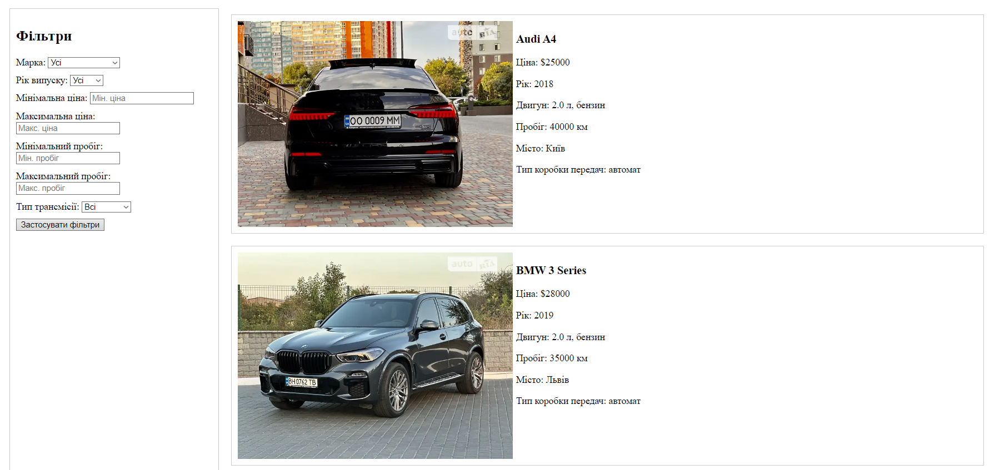 Фільтри
Марка: Усі
Рік випуску: Усі
Мінімальна ціна: Мін. ціна
Максимальна ціна:
Макс. ціна
Мінімальний пробіг:
Мін. пробіг
Максимальний пробіг:
Макс. пробіг
Тип трансмісії: Всі
Застосувати фільтри
auto RIA
UA OO 0009 MM
Audi A4
Ціна: $25000
Рік: 2018
Двигун: 2.0 л, бензин
Пробіг: 40000 км
Місто: Київ
Тип коробки передач: автомат
auto RIA
BH 0762 TB
BMW 3 Series
Ціна: $28000
Рік: 2019
Двигун: 2.0 л, бензин
Пробіг: 35000 км
Місто: Львів
Тип коробки передач: автомат